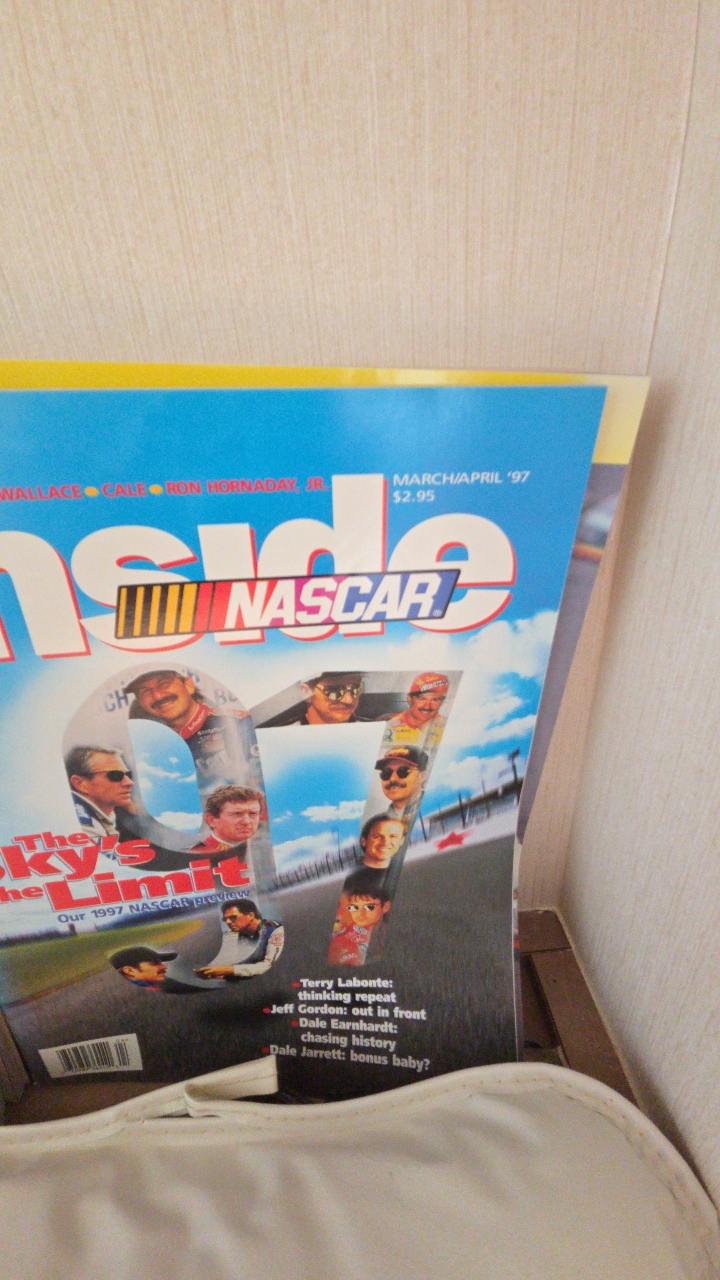 WALLACE • CALE • RON HORNADAY, JR.
MARCH/APRIL '97
$2.95
nside
NASCAR
97
The
Sky's
the Limit
Our 1997 NASCAR preview
Terry Labonte:
thinking repeat
Jeff Gordon: out in front
Dale Earnhardt:
chasing history
Dale Jarrett: bonus baby?